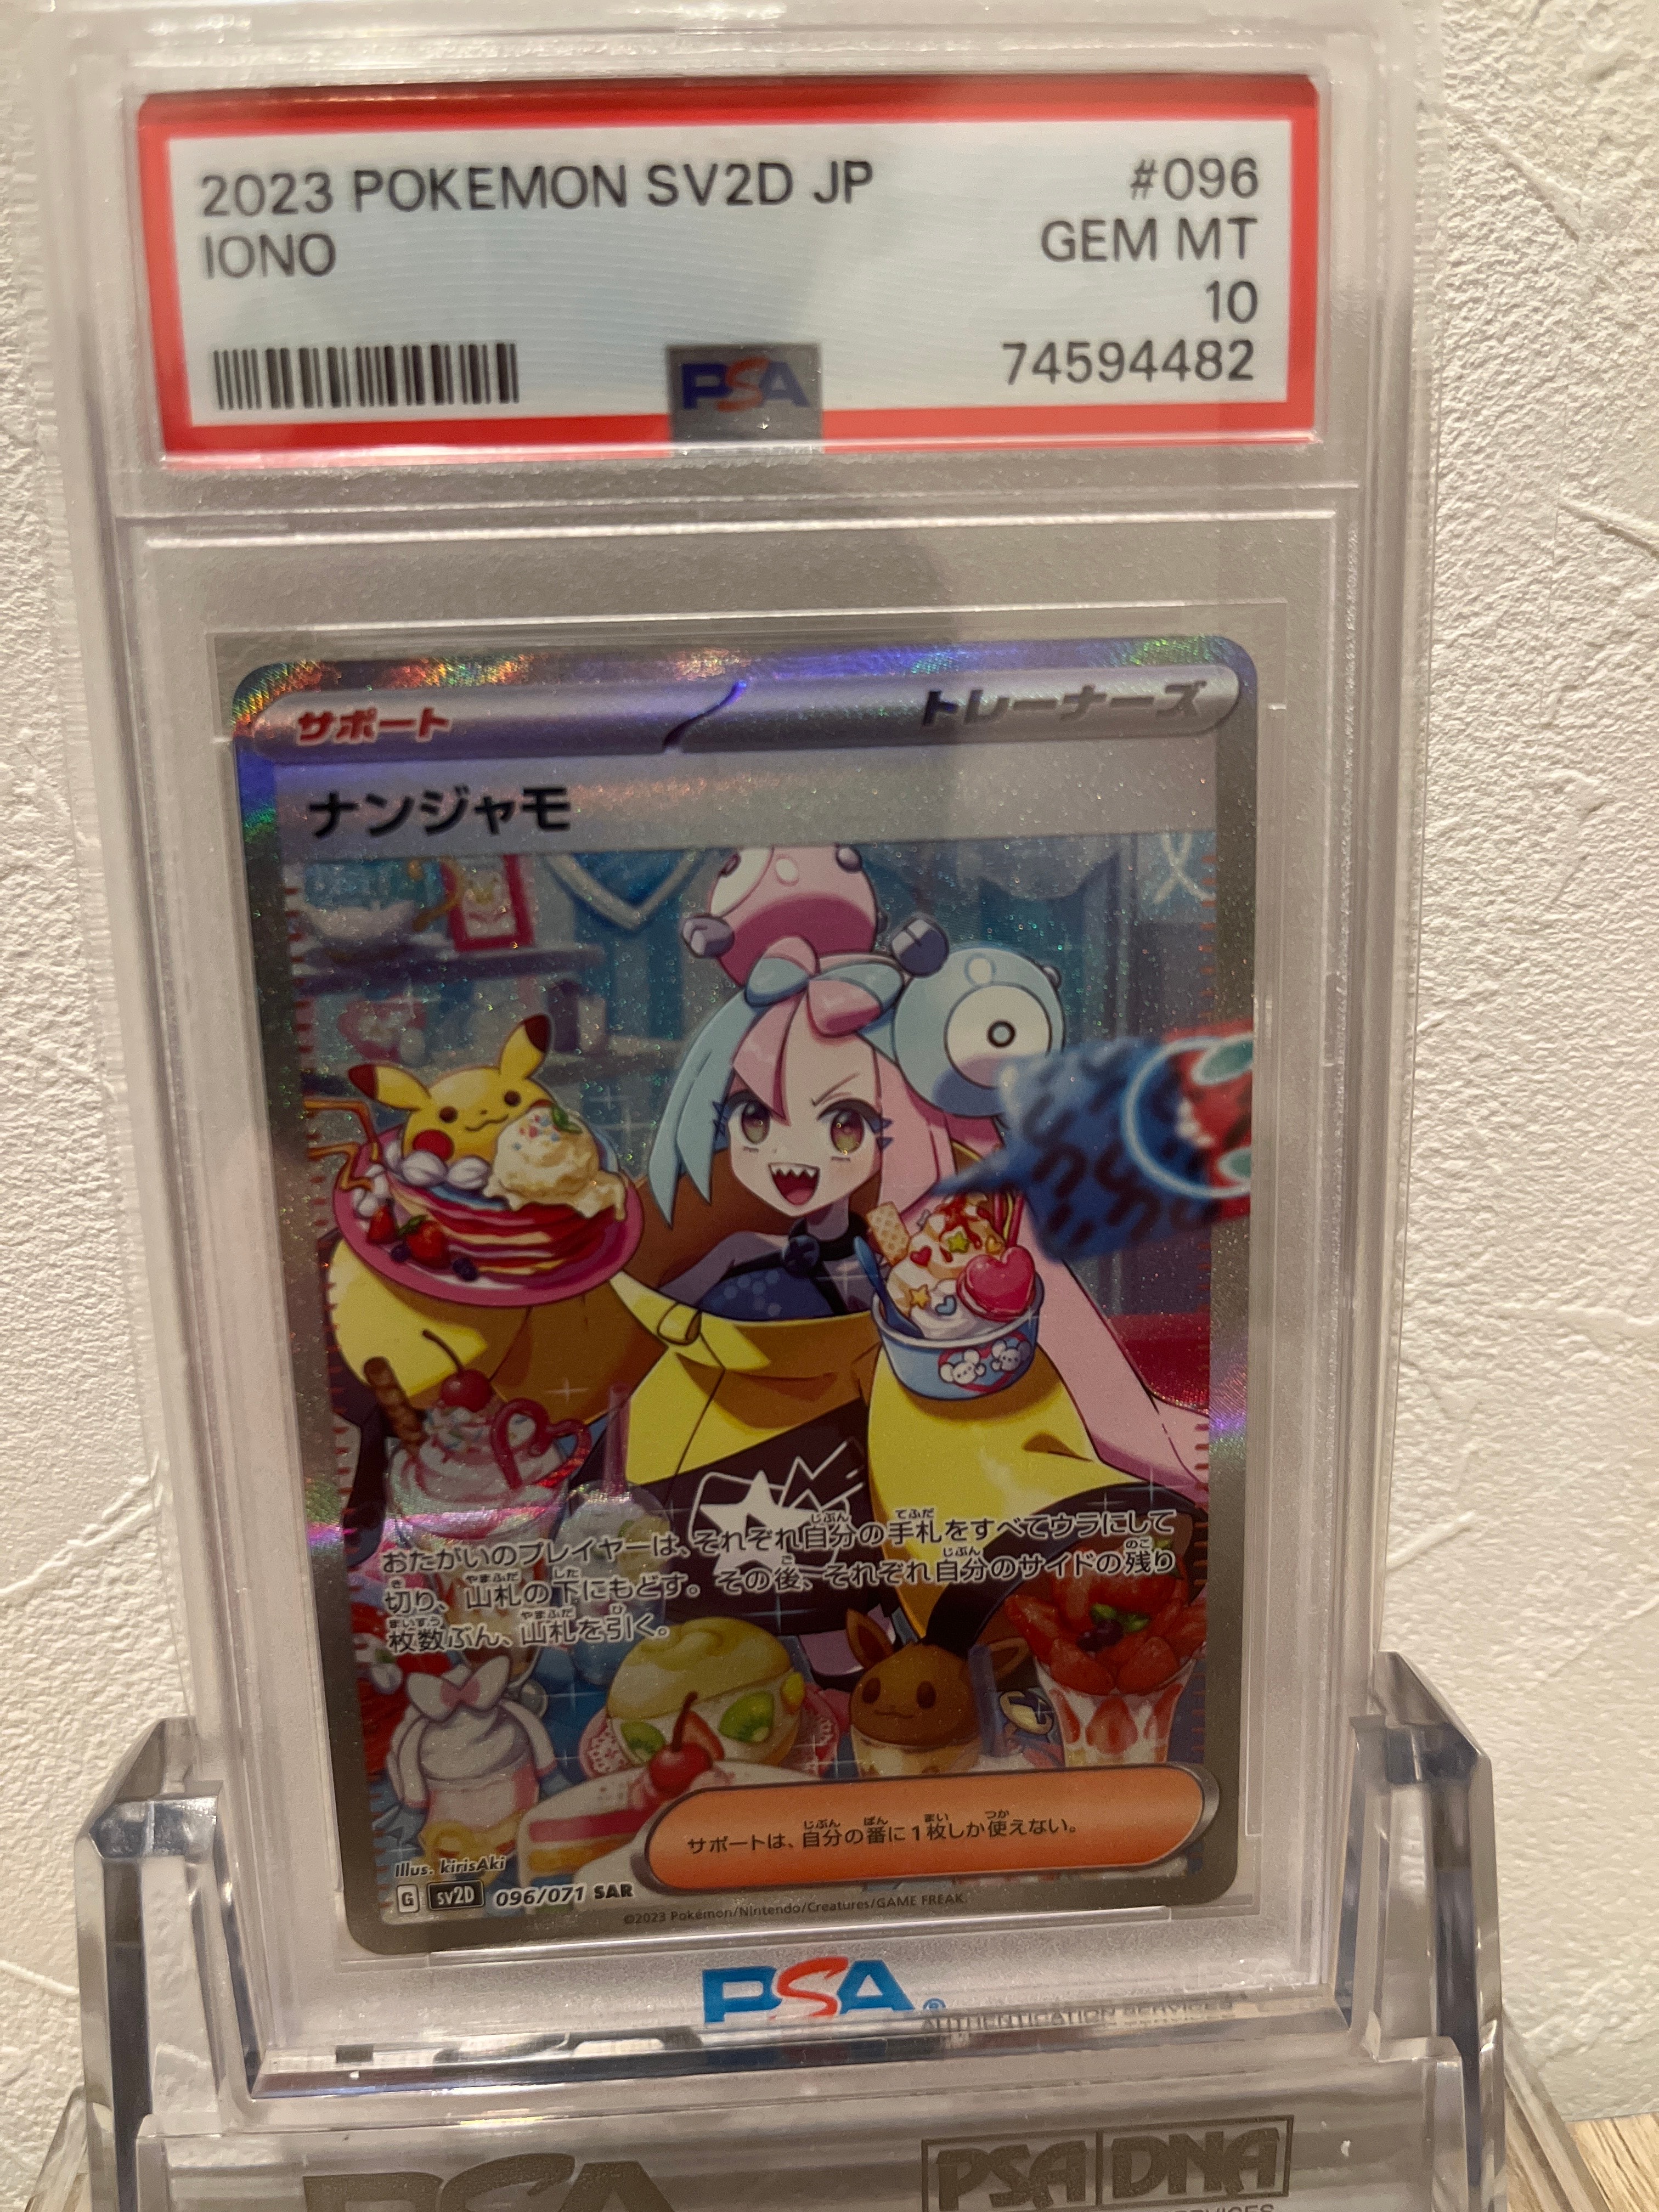 2023 POKEMON SV2D JP #096
IONO GEM MT
10
PSA 74594482
サポート トレーナーズ
ナンジャモ
おたがいのプレイヤーは、それぞれ自分の手札をすべてウラにして
切り、山札の下にもどす。その後、それぞれ自分のサイドの残り
枚数ぶん、山札を引く。
サポートは、自分の番に1枚しか使えない。
Illus. kirisAki
G sv2D 096/071 SAR
©2023 Pokémon/Nintendo/Creatures/GAME FREAK
PSA®
AUTHENTICATION SERVICES
PSA PSA DNA
SERVICES